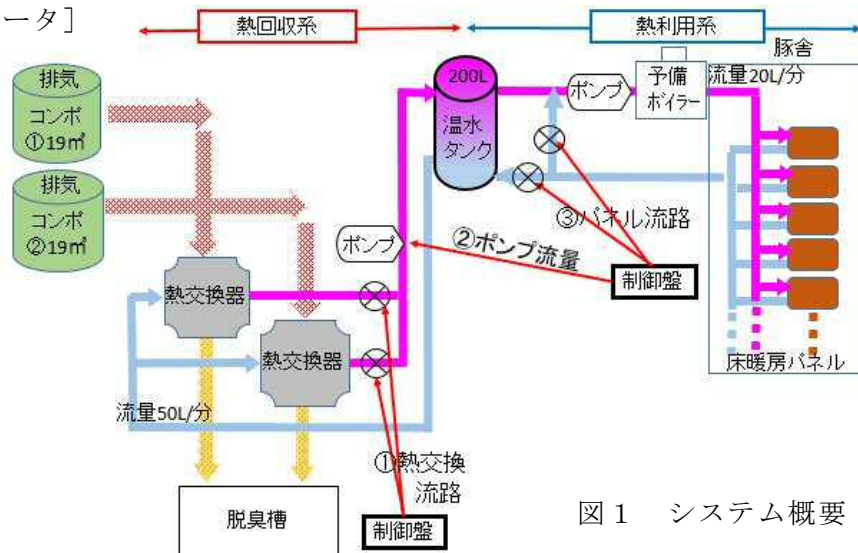 ータ]
熱回収系
熱利用系
豚舎
排気
コンポ
①19㎡
200L
温水
タンク
ポンプ
予備
ボイラー
流量20L/分
排気
コンポ
②19㎡
ポンプ
②ポンプ流量
③パネル流路
制御盤
熱交換器
熱交換器
床暖房パネル
流量50L/分
①熱交換
流路
脱臭槽
制御盤
図1 システム概要